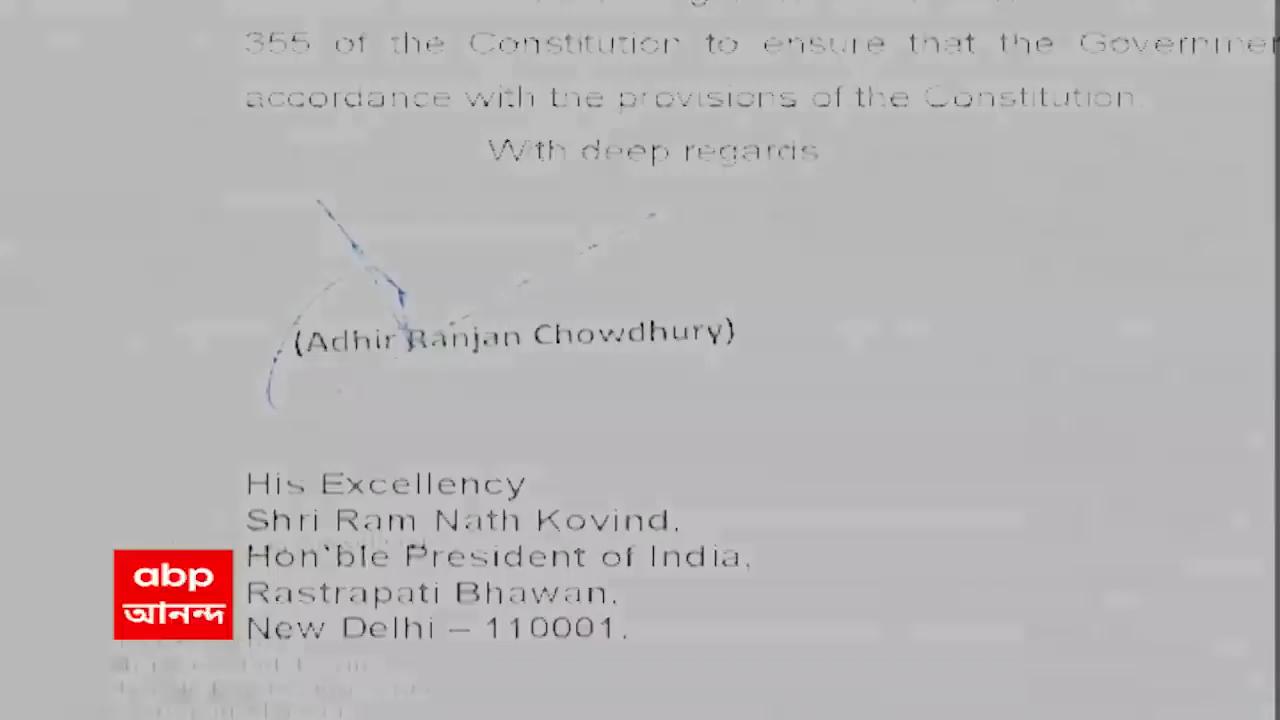 355 of the Constitution to ensure that the Governmen
accordance with the provisions of the Constitution.
With deep regards
(Adhir Ranjan Chowdhury)
His Excellency
Shri Ram Nath Kovind,
Hon'ble President of India,
Rastrapati Bhawan,
New Delhi – 110001.
abp
আনন্দ